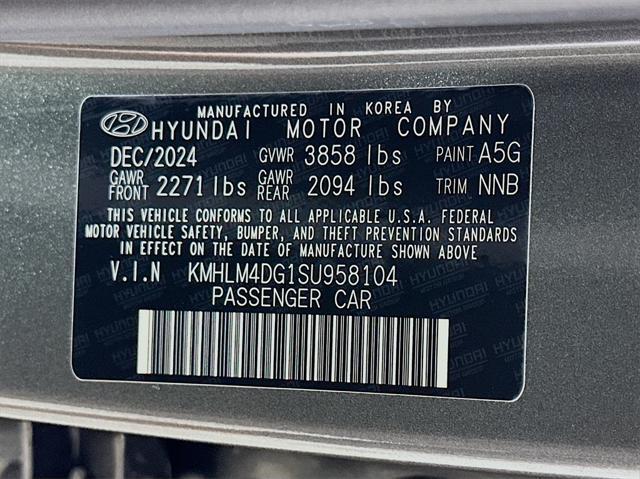 MANUFACTURED IN KOREA BY
HYUNDAI MOTOR COMPANY
DEC/2024 GVWR 3858 lbs PAINT A5G
GAWR FRONT 2271 lbs GAWR REAR 2094 lbs TRIM NNB
THIS VEHICLE CONFORMS TO ALL APPLICABLE U.S.A. FEDERAL
MOTOR VEHICLE SAFETY, BUMPER, AND THEFT PREVENTION STANDARDS
IN EFFECT ON THE DATE OF MANUFACTURE SHOWN ABOVE
V.I.N KMHLM4DG1SU958104
PASSENGER CAR